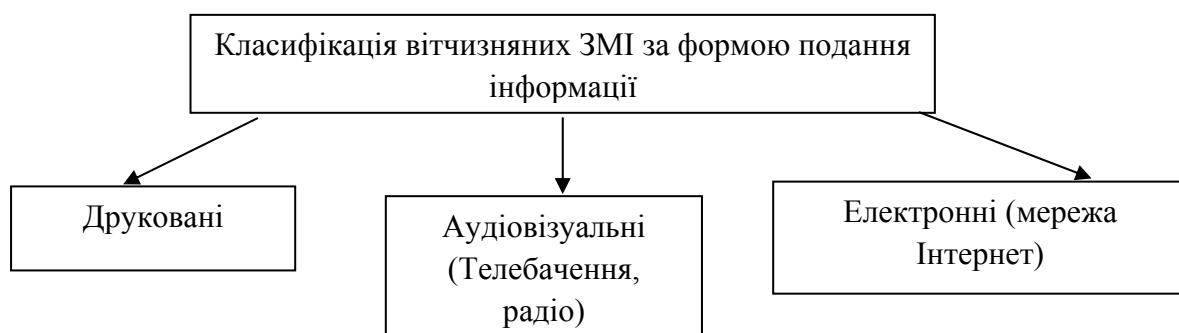 Класифікація вітчизняних ЗМІ за формою подання
інформації
Друковані
Аудіовізуальні
(Телебачення,
радіо)
Електронні (мережа
Інтернет)